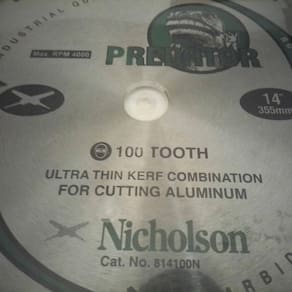 INDUSTRIAL
Max. RPM 4000
PREDATOR
14"
355mm
100 TOOTH
ULTRA THIN KERF COMBINATION
FOR CUTTING ALUMINUM
Nicholson
Cat. No. 814100N